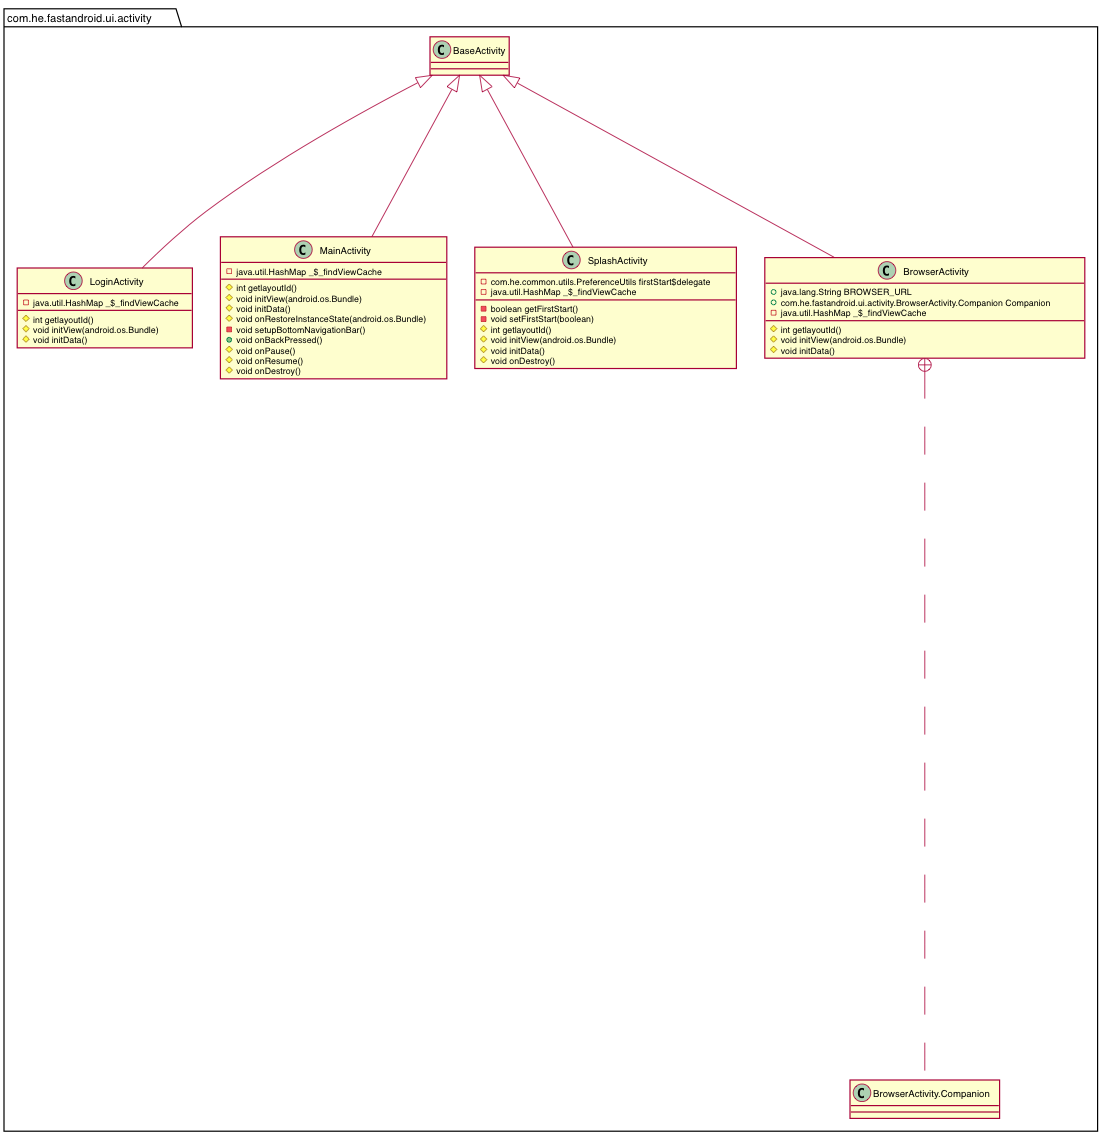 com.he.fastandroid.ui.activity
C BaseActivity
C LoginActivity
java.util.HashMap _$_findViewCache
int getlayoutId()
void initView(android.os.Bundle)
void initData()
C MainActivity
java.util.HashMap _$_findViewCache
int getlayoutId()
void initView(android.os.Bundle)
void initData()
void onRestoreInstanceState(android.os.Bundle)
void setupBottomNavigationBar()
void onBackPressed()
void onPause()
void onResume()
void onDestroy()
C SplashActivity
com.he.common.utils.PreferenceUtils firstStart$delegate
java.util.HashMap _$_findViewCache
boolean getFirstStart()
void setFirstStart(boolean)
int getlayoutId()
void initView(android.os.Bundle)
void initData()
void onDestroy()
C BrowserActivity
java.lang.String BROWSER_URL
com.he.fastandroid.ui.activity.BrowserActivity.Companion Companion
java.util.HashMap _$_findViewCache
int getlayoutId()
void initView(android.os.Bundle)
void initData()
C BrowserActivity.Companion